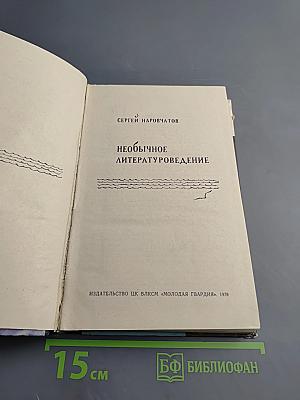 СЕРГЕЙ НАРОВЧАТОВ
НЕОБЫЧНОЕ
ЛИТЕРАТУРОВЕДЕНИЕ
ИЗДАТЕЛЬСТВО ЦК ВЛКСМ «МОЛОДАЯ ГВАРДИЯ», 1970
15 см
БФ БИБЛИОФАН